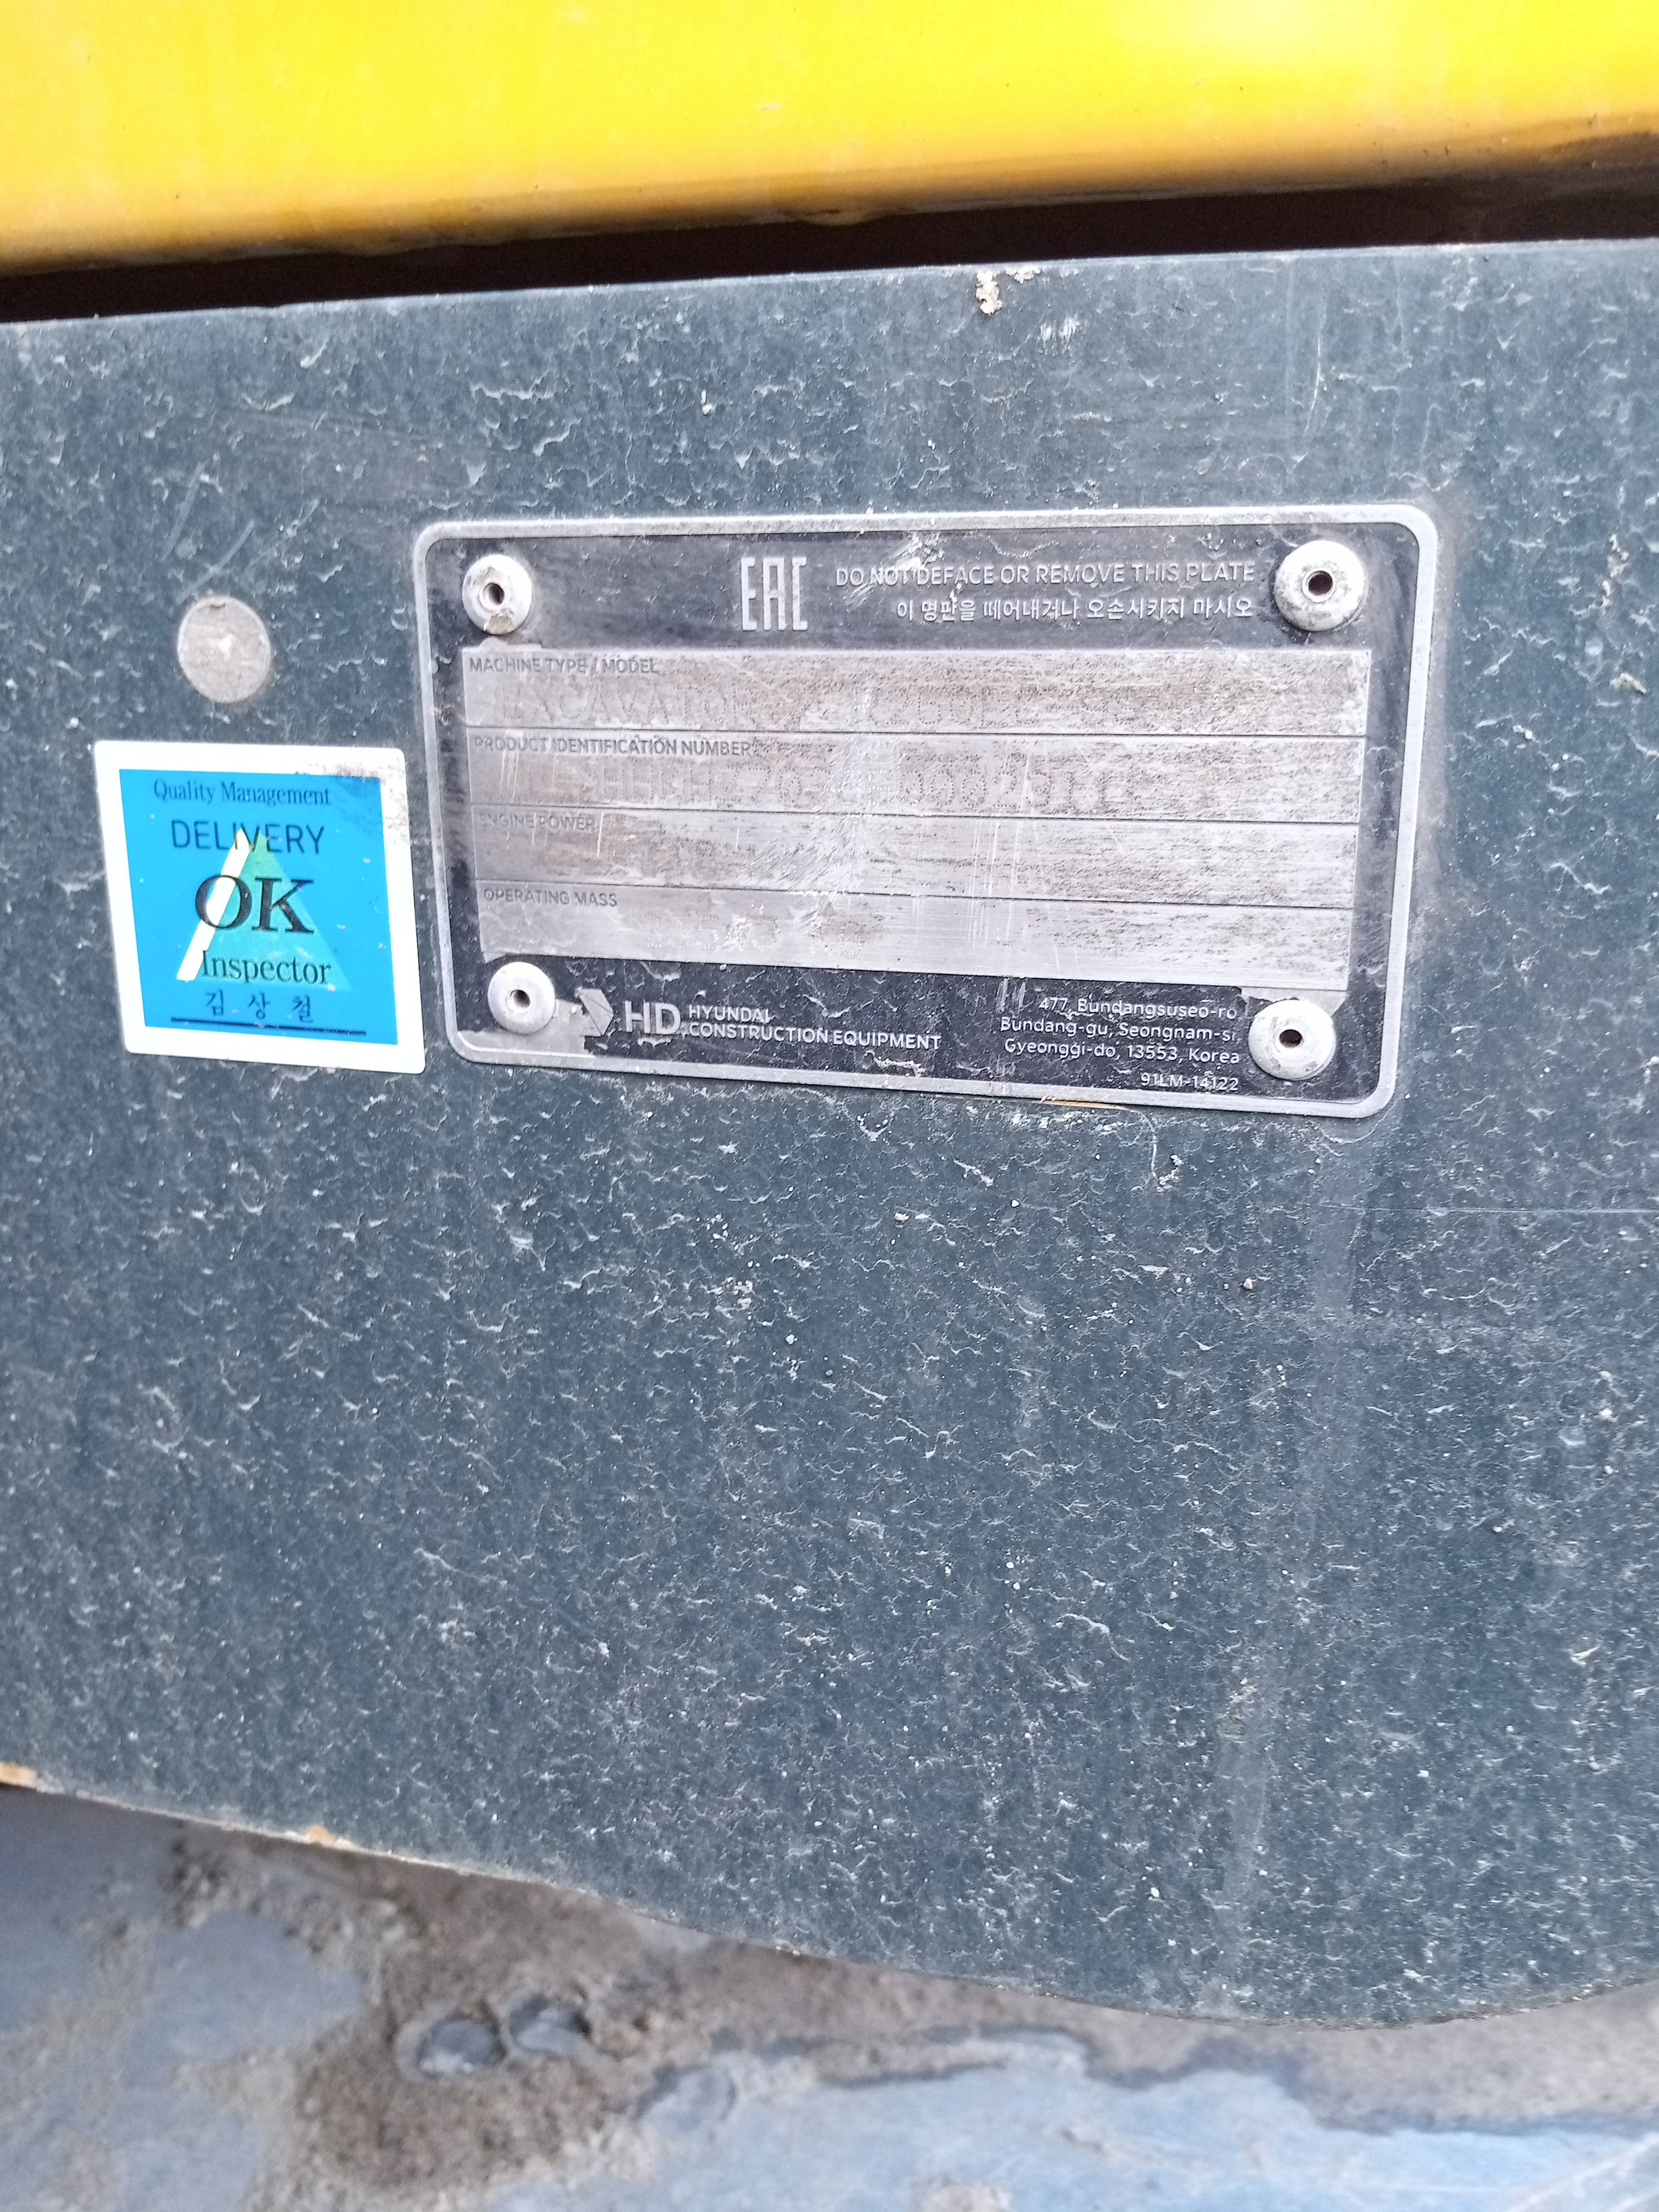 EAC
DO NOT DEFACE OR REMOVE THIS PLATE
이 명판을 떼어내거나 오손시키지 마시오
MACHINE TYPE / MODEL
EXCAVATOR
PRODUCT IDENTIFICATION NUMBER
ENGINE POWER
OPERATING MASS
HD HYUNDAI
CONSTRUCTION EQUIPMENT
477, Bundangsuseo-ro
Bundang-gu, Seongnam-si,
Gyeonggi-do, 13553, Korea
91LM-14122
Quality Management
DELIVERY
OK
Inspector
김상철